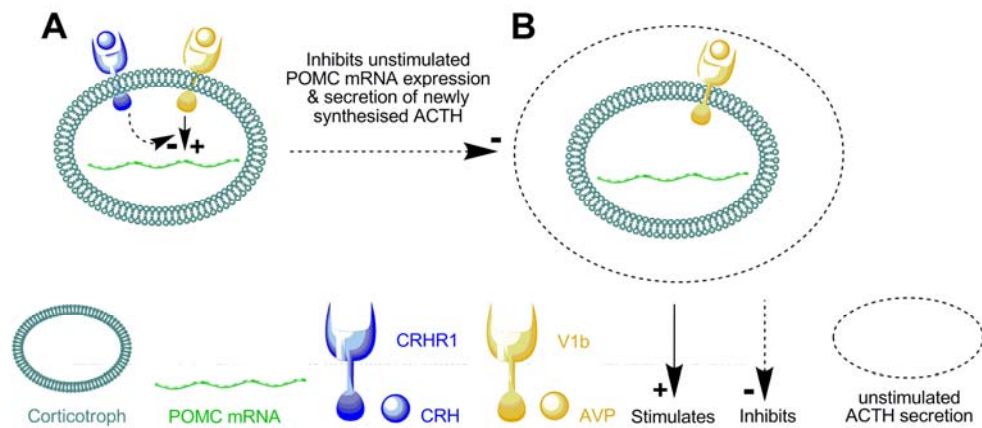 A
B
Inhibits unstimulated
POMC mRNA expression
& secretion of newly
synthesised ACTH
-
- +
CRHR1
V1b
+
-
Corticotroph
POMC mRNA
CRH
AVP
Stimulates
Inhibits
unstimulated
ACTH secretion